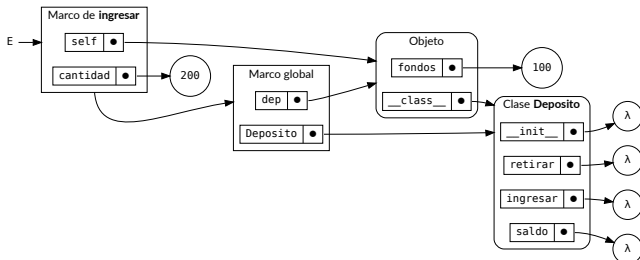 Marco de ingresar
E
self
cantidad
200
Marco global
dep
Deposito
Objeto
fondos
100
__class__
Clase Deposito
__init__
λ
retirar
λ
ingresar
λ
saldo
λ